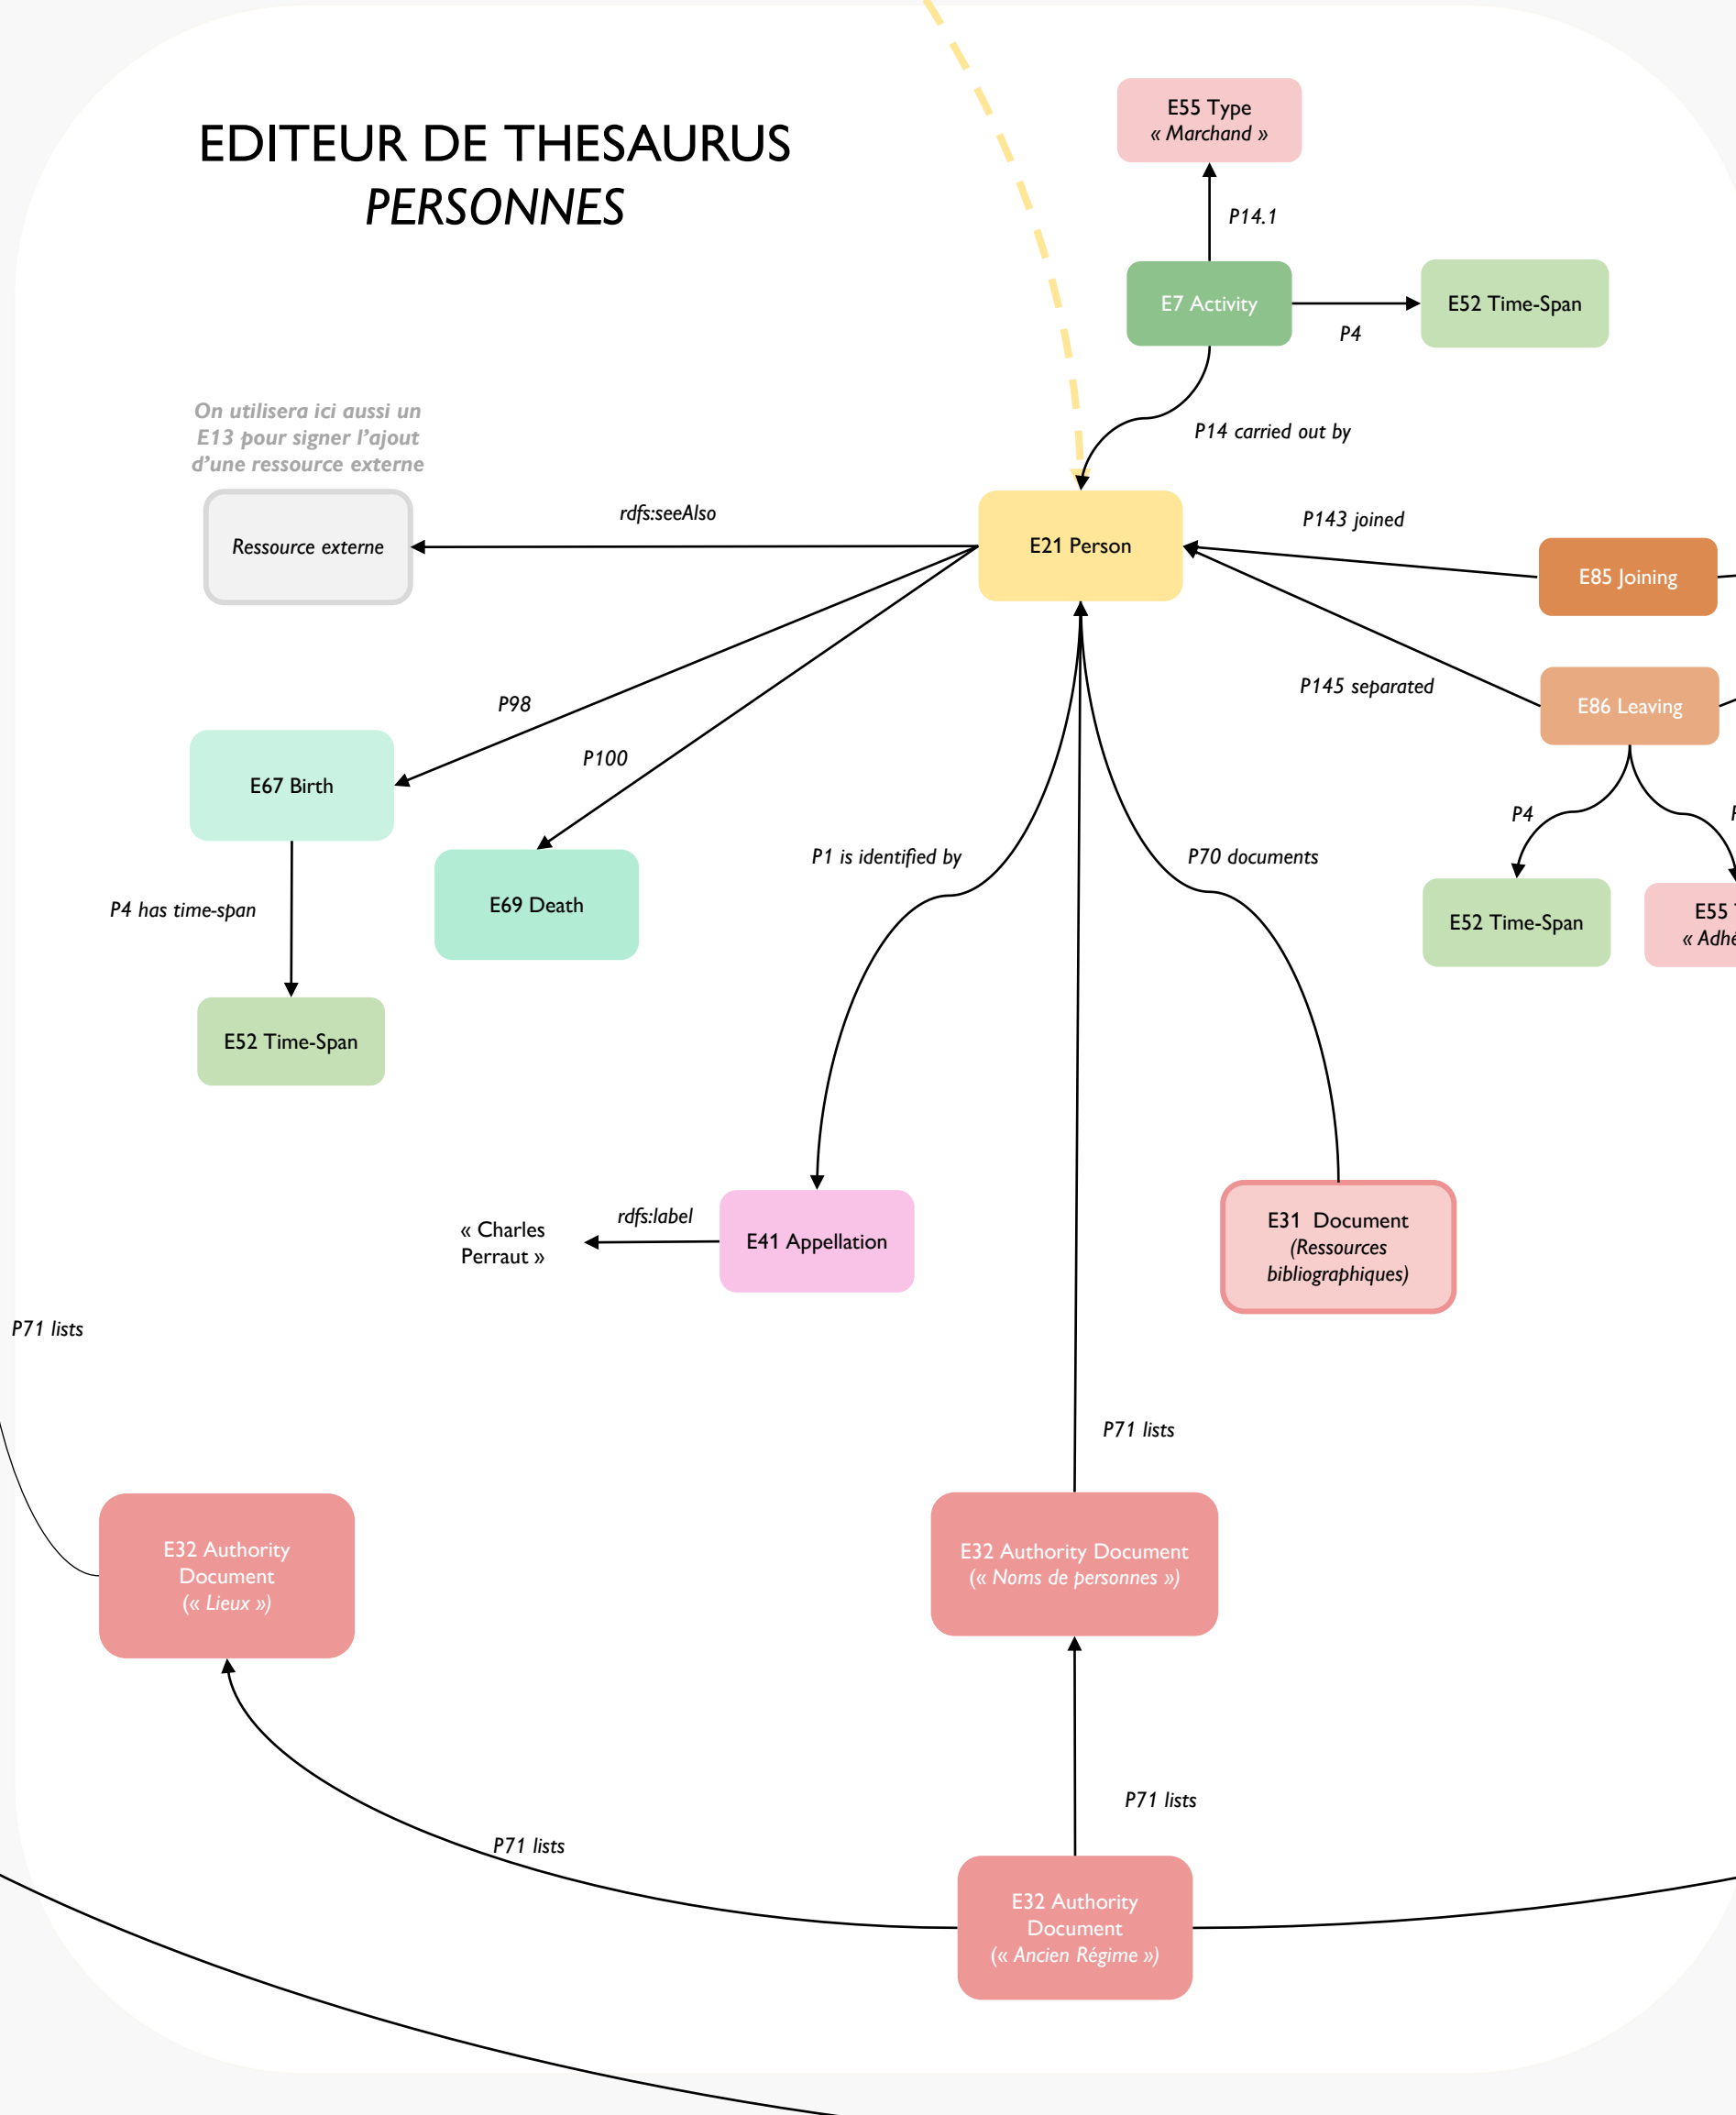 EDITEUR DE THESAURUS
PERSONNES
E55 Type
« Marchand »
P14.1
E7 Activity
P4
E52 Time-Span
P14 carried out by
On utilisera ici aussi un
E13 pour signer l'ajout
d'une ressource externe
Ressource externe
rdfs:seeAlso
E21 Person
P143 joined
E85 Joining
P145 separated
E86 Leaving
P98
P100
E67 Birth
E69 Death
P4 has time-span
E52 Time-Span
P1 is identified by
P70 documents
P4
E52 Time-Span
E55
« Adhé
« Charles
Perraut »
rdfs:label
E41 Appellation
E31 Document
(Ressources
bibliographiques)
P71 lists
P71 lists
E32 Authority
Document
(« Lieux »)
E32 Authority Document
(« Noms de personnes »)
P71 lists
P71 lists
E32 Authority
Document
(« Ancien Régime »)